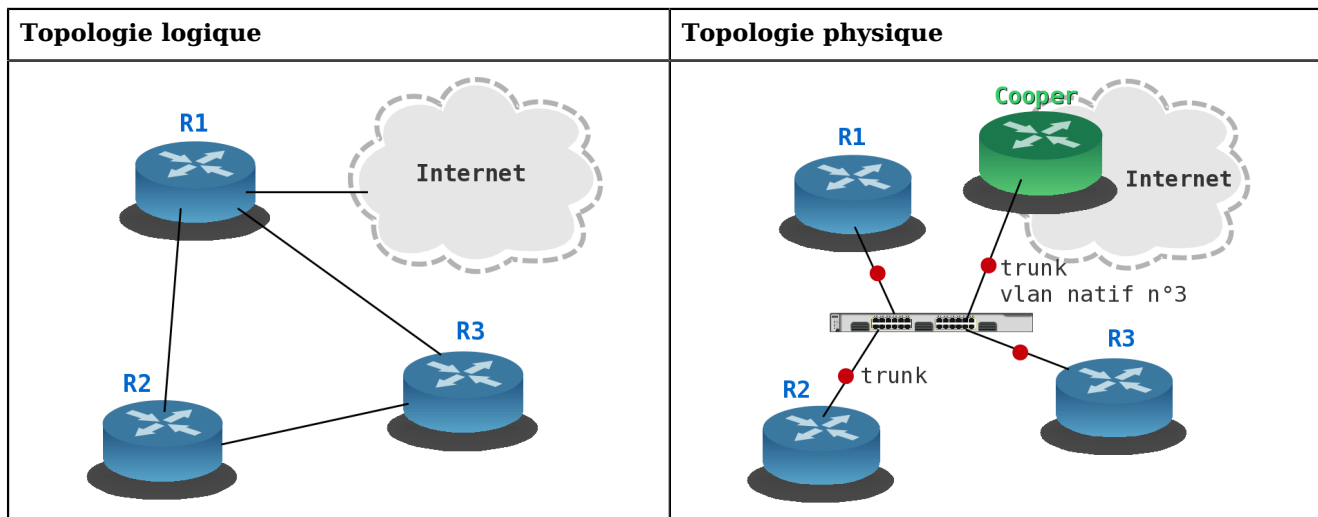 Topologie logique
R1
Internet
R3
R2
Topologie physique
Cooper
R1
Internet
trunk
vlan natif n°3
R3
trunk
R2